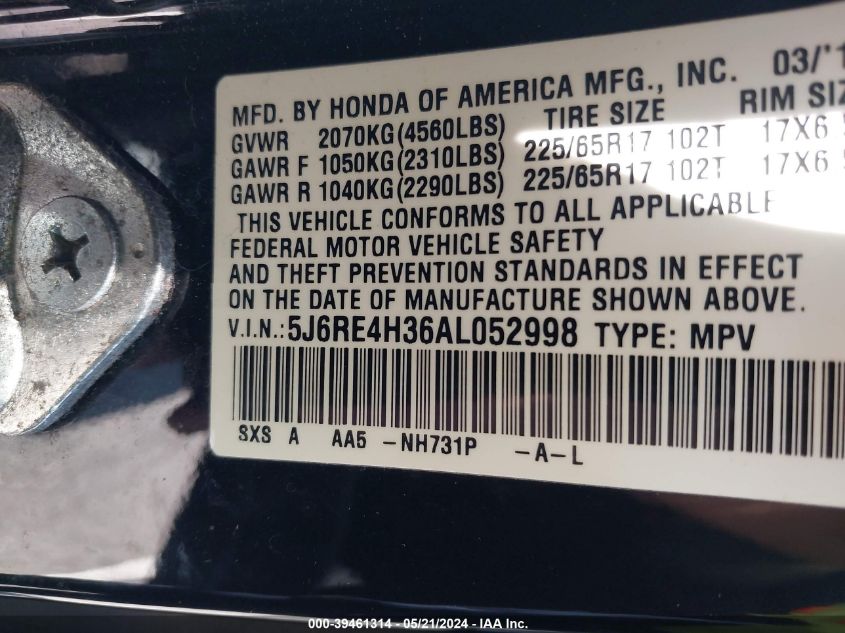 MFD. BY HONDA OF AMERICA MFG., INC. 03/'1
GVWR 2070KG(4560LBS) TIRE SIZE RIM SIZ
GAWR F 1050KG(2310LBS) 225/65R17 102T 17X6
GAWR R 1040KG(2290LBS) 225/65R17 102T 17X6
THIS VEHICLE CONFORMS TO ALL APPLICABLE
FEDERAL MOTOR VEHICLE SAFETY
AND THEFT PREVENTION STANDARDS IN EFFECT
ON THE DATE OF MANUFACTURE SHOWN ABOVE.
V.I.N.: 5J6RE4H36AL052998 TYPE: MPV
SXS A AA5 -NH731P -A-L
000-39461314 - 05/21/2024 - IAA Inc.